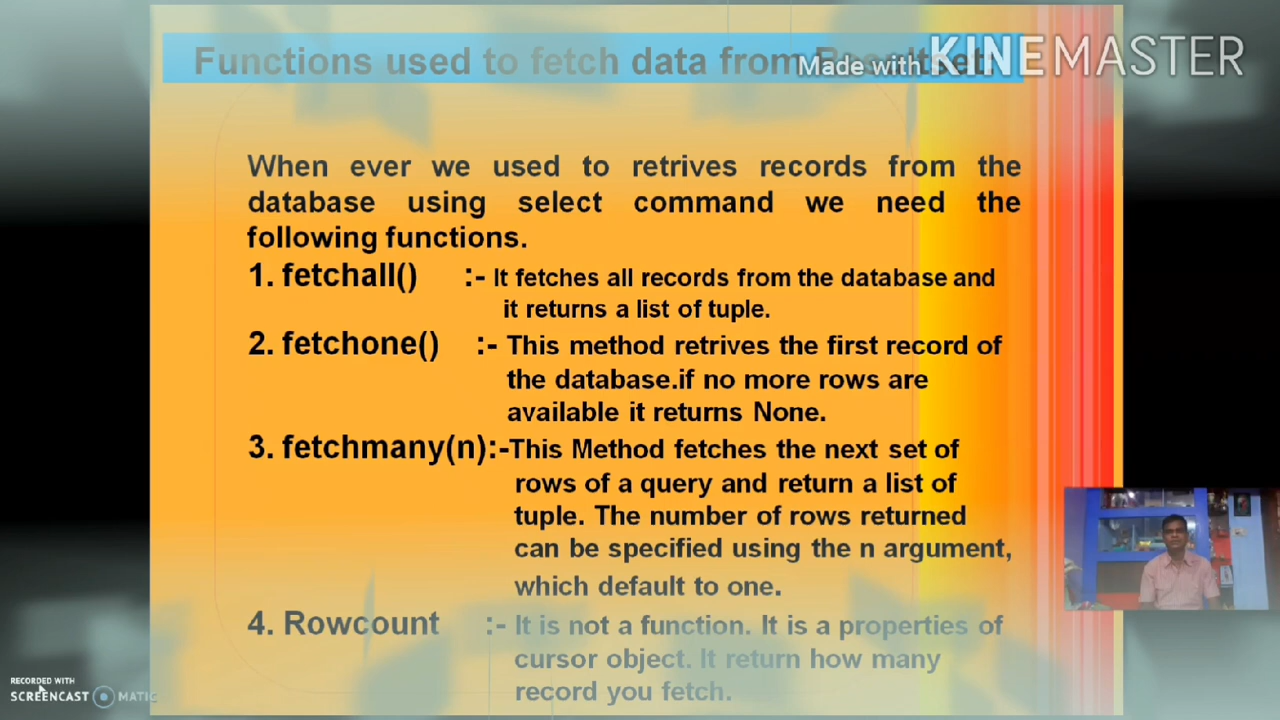 Functions used to fetch data from
Made with KINEMASTER
When ever we used to retrives records from the
database using select command we need the
following functions.
1. fetchall() :- It fetches all records from the database and
it returns a list of tuple.
2. fetchone() :- This method retrives the first record of
the database.if no more rows are
available it returns None.
3. fetchmany(n):-This Method fetches the next set of
rows of a query and return a list of
tuple. The number of rows returned
can be specified using the n argument,
which default to one.
4. Rowcount :- It is not a function. It is a properties of
cursor object. It return how many
record you fetch.
RECORDED WITH
SCREENCAST MATIC